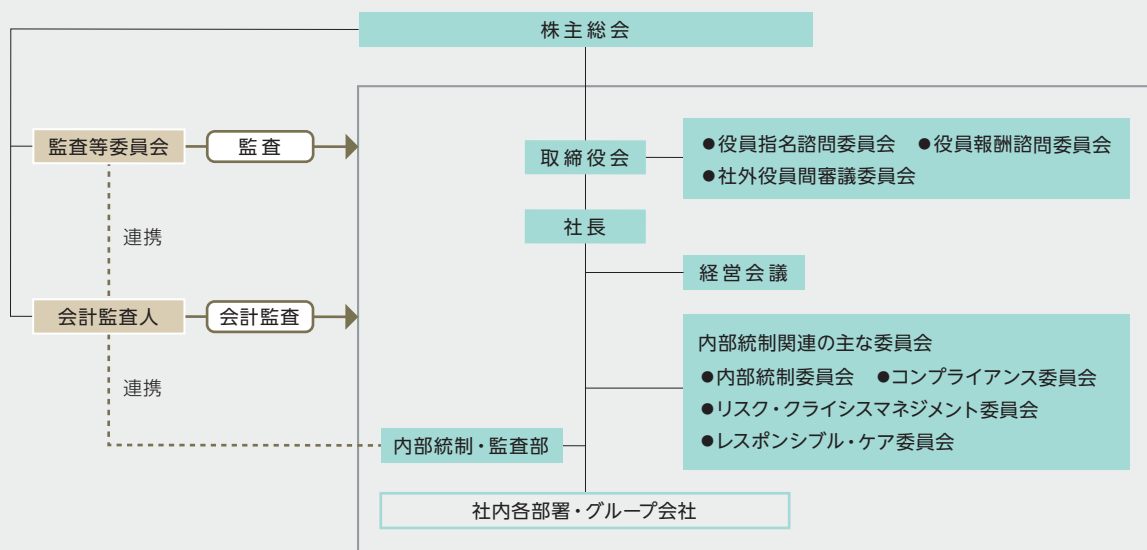 株主総会
監査等委員会
監査
取締役会
●役員指名諮問委員会 ●役員報酬諮問委員会
●社外役員間審議委員会
社長
連携
経営会議
会計監査人
会計監査
内部統制関連の主な委員会
●内部統制委員会 ●コンプライアンス委員会
●リスク・クライシスマネジメント委員会
●レスポンシブル・ケア委員会
連携
内部統制・監査部
社内各部署・グループ会社